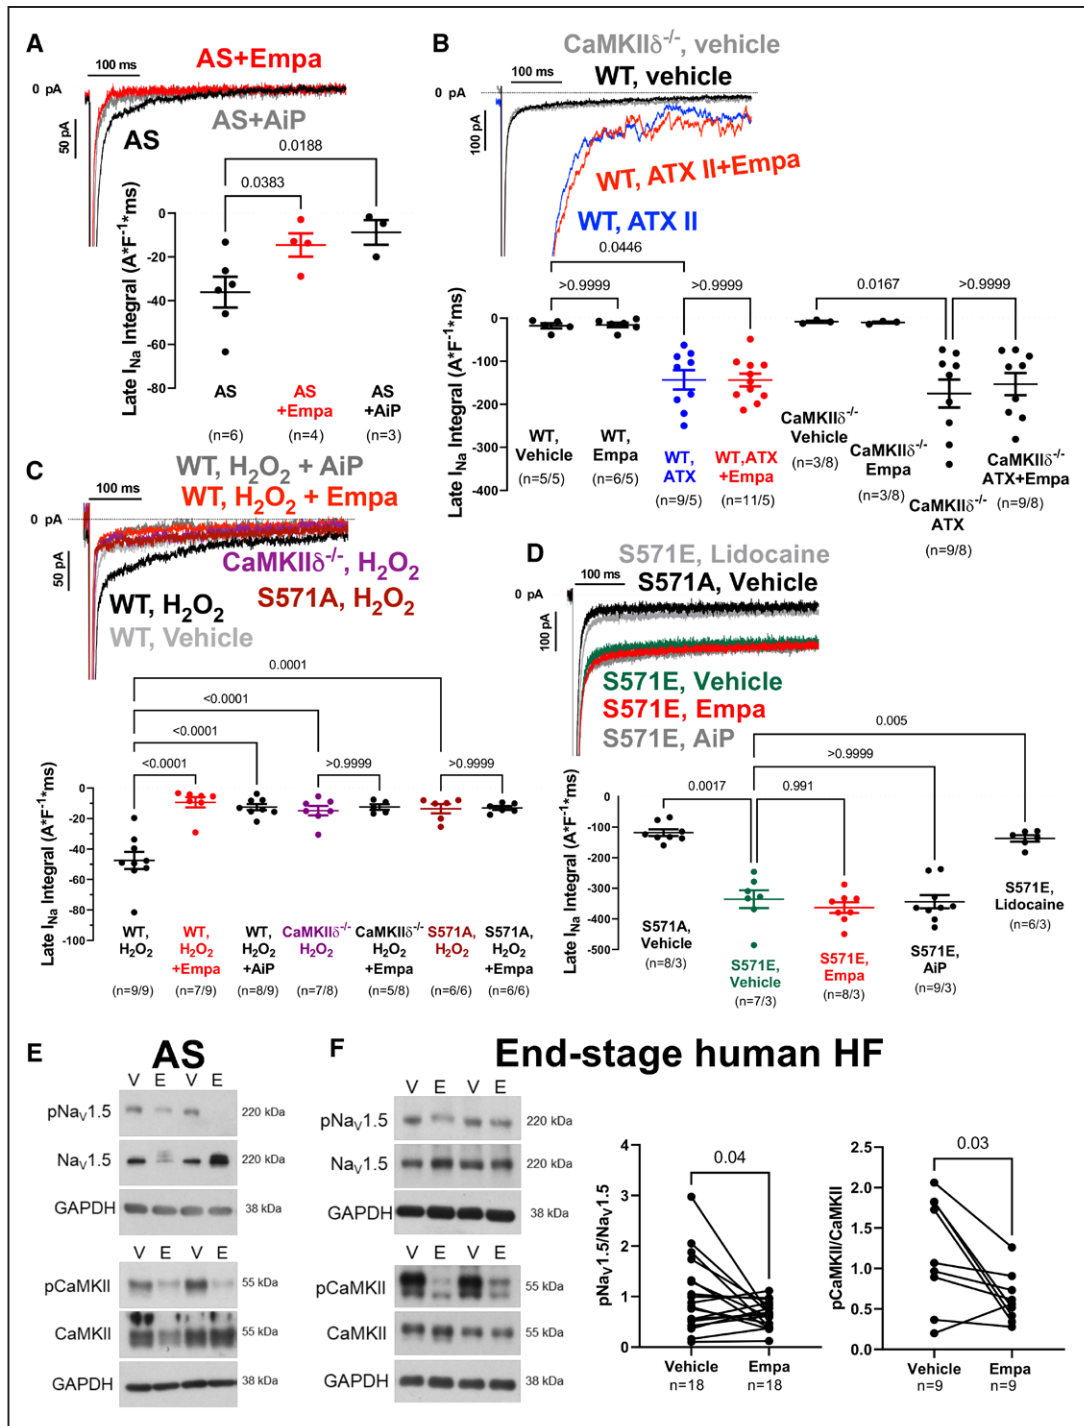 A
AS+Empa
100 ms
0 pA
50 pA
AS+AiP
AS
0.0188
0.0383
Late I_Na Integral (A*F⁻¹*ms)
0
-20
-40
-60
-80
AS
AS +Empa
AS +AiP
(n=6)
(n=4)
(n=3)
B
CaMKIIδ⁻/⁻, vehicle
100 ms
WT, vehicle
0 pA
100 pA
WT, ATX II+Empa
WT, ATX II
0.0446
>0.9999
>0.9999
0.0167
>0.9999
Late I_Na Integral (A*F⁻¹*ms)
0
-100
-200
-300
-400
WT, Vehicle
(n=5/5)
WT, Empa
(n=6/5)
WT, ATX
(n=9/5)
WT,ATX +Empa
(n=11/5)
CaMKIIδ⁻/⁻ Vehicle
(n=3/8)
CaMKIIδ⁻/⁻ Empa
(n=3/8)
CaMKIIδ⁻/⁻ ATX
(n=9/8)
CaMKIIδ⁻/⁻ ATX+Empa
(n=9/8)
C
WT, H₂O₂ + AiP
100 ms
WT, H₂O₂ + Empa
0 pA
50 pA
CaMKIIδ⁻/⁻, H₂O₂
WT, H₂O₂
S571A, H₂O₂
WT, Vehicle
0.0001
<0.0001
<0.0001
<0.0001
>0.9999
>0.9999
Late I_Na Integral (A*F⁻¹*ms)
0
-20
-40
-60
-80
-100
WT, H₂O₂
WT, H₂O₂ +Empa
WT, H₂O₂ +AiP
CaMKIIδ⁻/⁻ H₂O₂
CaMKIIδ⁻/⁻ H₂O₂ +Empa
S571A, H₂O₂
S571A, H₂O₂ +Empa
(n=9/9)
(n=7/9)
(n=8/9)
(n=7/8)
(n=5/8)
(n=6/6)
(n=6/6)
D
S571E, Lidocaine
100 ms
S571A, Vehicle
0 pA
100 pA
S571E, Vehicle
S571E, Empa
S571E, AiP
0.005
>0.9999
0.0017
0.991
Late I_Na Integral (A*F⁻¹*ms)
0
-100
-200
-300
-400
-500
S571A, Vehicle
(n=8/3)
S571E, Vehicle
(n=7/3)
S571E, Empa
(n=8/3)
S571E, AiP
(n=9/3)
S571E, Lidocaine
(n=6/3)
E
AS
V E V E
pNaᵥ1.5 220 kDa
Naᵥ1.5 220 kDa
GAPDH 38 kDa
V E V E
pCaMKII 55 kDa
CaMKII 55 kDa
GAPDH 38 kDa
F
End-stage human HF
V E V E
pNaᵥ1.5 220 kDa
Naᵥ1.5 220 kDa
GAPDH 38 kDa
V E V E
pCaMKII 55 kDa
CaMKII 55 kDa
GAPDH 38 kDa
pNaᵥ1.5/Naᵥ1.5
4
3
2
1
0
0.04
Vehicle
Empa
n=18
n=18
pCaMKII/CaMKII
2.5
2.0
1.5
1.0
0.5
0.0
0.03
Vehicle
Empa
n=9
n=9